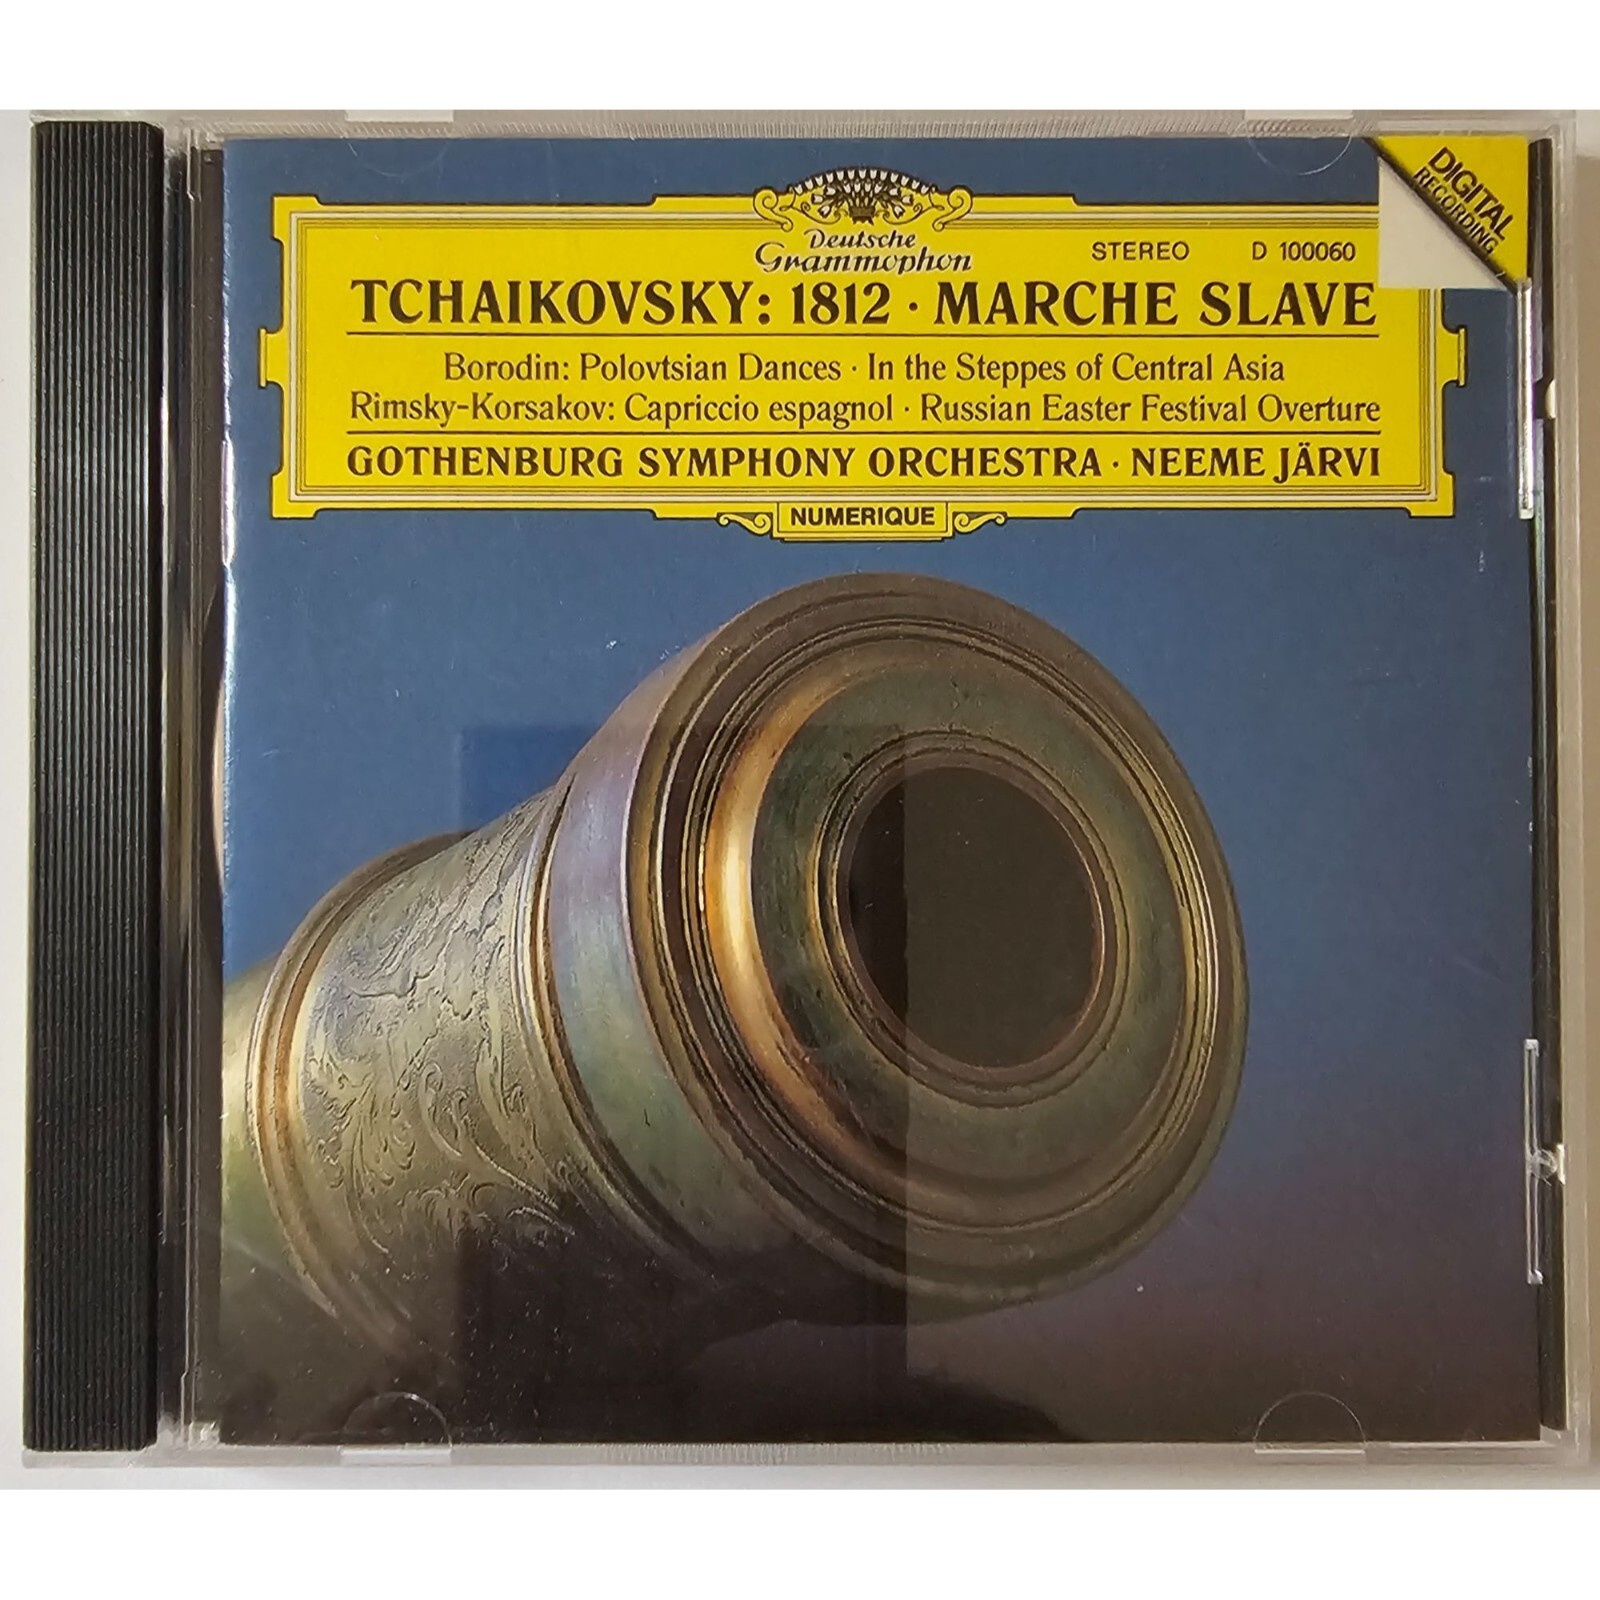 DIGITAL
RECORDING
Deutsche
Grammophon
STEREO D 100060
TCHAIKOVSKY: 1812 · MARCHE SLAVE
Borodin: Polovtsian Dances · In the Steppes of Central Asia
Rimsky-Korsakov: Capriccio espagnol · Russian Easter Festival Overture
GOTHENBURG SYMPHONY ORCHESTRA · NEEME JÄRVI
NUMERIQUE